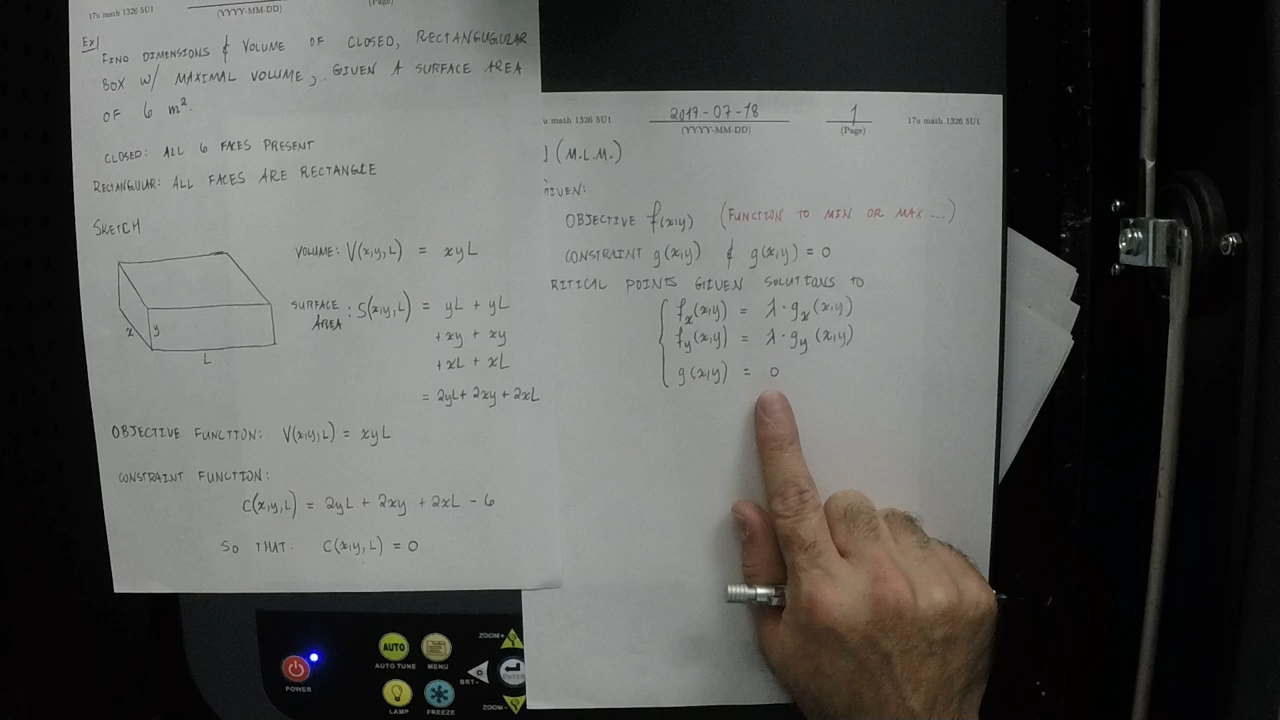 17u math 1326 5U1
(YYYY-MM-DD)
(Page)
Ex)
FIND DIMENSIONS & VOLUME OF CLOSED, RECTANGUGULAR
BOX W/ MAXIMAL VOLUME, GIVEN A SURFACE AREA
OF 6 m².
CLOSED: ALL 6 FACES PRESENT
RECTANGULAR: ALL FACES ARE RECTANGLE
SKETCH
x
y
L
VOLUME: V(x,y,L) = xyL
SURFACE AREA: S(x,y,L) = yL + yL
+xy + xy
+xL + xL
= 2yL + 2xy + 2xL
OBJECTIVE FUNCTION: V(x,y,L) = xyL
CONSTRAINT FUNCTION:
C(x,y,L) = 2yL + 2xy + 2xL - 6
SO THAT: C(x,y,L) = 0
u math 1326 5U1
2017-07-18
(YYYY-MM-DD)
1
(Page)
17u math 1326 5U1
(M.L.M.)
GIVEN:
OBJECTIVE f(x,y) (FUNCTION TO MIN OR MAX ...)
CONSTRAINT g(x,y) & g(x,y) = 0
RITICAL POINTS GIVEN SOLUTIONS TO
fx(x,y) = λ·gx(x,y)
fy(x,y) = λ·gy(x,y)
g(x,y) = 0
POWER
AUTO
AUTO TUNE
MENU
LAMP
FREEZE
ZOOM+
BRT-
ENTER
ZOOM-